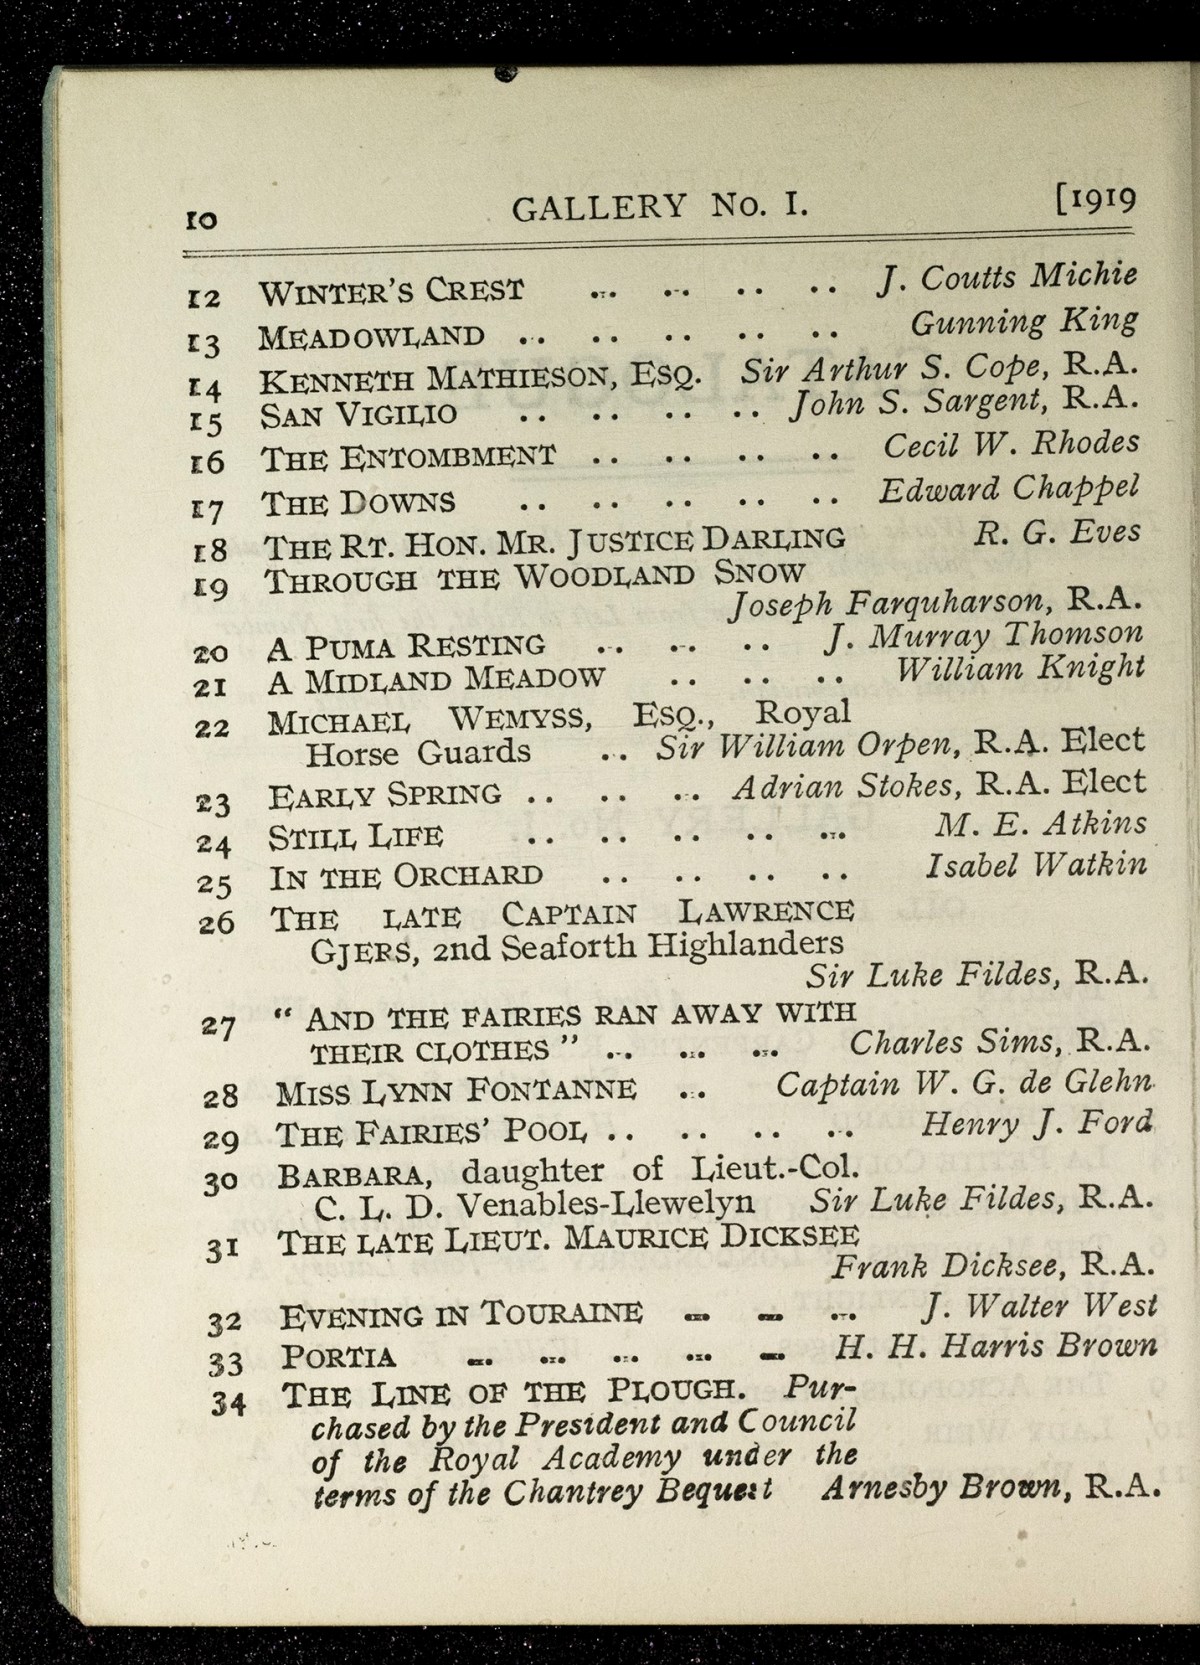 10 GALLERY No. I. [1919
12 WINTER'S CREST .. .. .. .. J. Coutts Michie
13 MEADOWLAND .. .. .. .. .. Gunning King
14 KENNETH MATHIESON, ESQ. Sir Arthur S. Cope, R.A.
15 SAN VIGILIO .. .. .. .. John S. Sargent, R.A.
16 THE ENTOMBMENT .. .. .. .. Cecil W. Rhodes
17 THE DOWNS .. .. .. .. .. Edward Chappel
18 THE RT. HON. MR. JUSTICE DARLING R. G. Eves
19 THROUGH THE WOODLAND SNOW
Joseph Farquharson, R.A.
20 A PUMA RESTING .. .. .. J. Murray Thomson
21 A MIDLAND MEADOW .. .. .. William Knight
22 MICHAEL WEMYSS, ESQ., Royal
Horse Guards .. Sir William Orpen, R.A. Elect
23 EARLY SPRING .. .. .. Adrian Stokes, R.A. Elect
24 STILL LIFE .. .. .. .. .. M. E. Atkins
25 IN THE ORCHARD .. .. .. .. Isabel Watkin
26 THE LATE CAPTAIN LAWRENCE
GJERS, 2nd Seaforth Highlanders
Sir Luke Fildes, R.A.
27 " AND THE FAIRIES RAN AWAY WITH
THEIR CLOTHES " .. .. .. Charles Sims, R.A.
28 MISS LYNN FONTANNE .. Captain W. G. de Glehn
29 THE FAIRIES' POOL .. .. .. .. Henry J. Ford
30 BARBARA, daughter of Lieut.-Col.
C. L. D. Venables-Llewelyn Sir Luke Fildes, R.A.
31 THE LATE LIEUT. MAURICE DICKSEE
Frank Dicksee, R.A.
32 EVENING IN TOURAINE .. .. .. J. Walter West
33 PORTIA .. .. .. .. .. H. H. Harris Brown
34 THE LINE OF THE PLOUGH. Pur-
chased by the President and Council
of the Royal Academy under the
terms of the Chantrey Bequest Arnesby Brown, R.A.